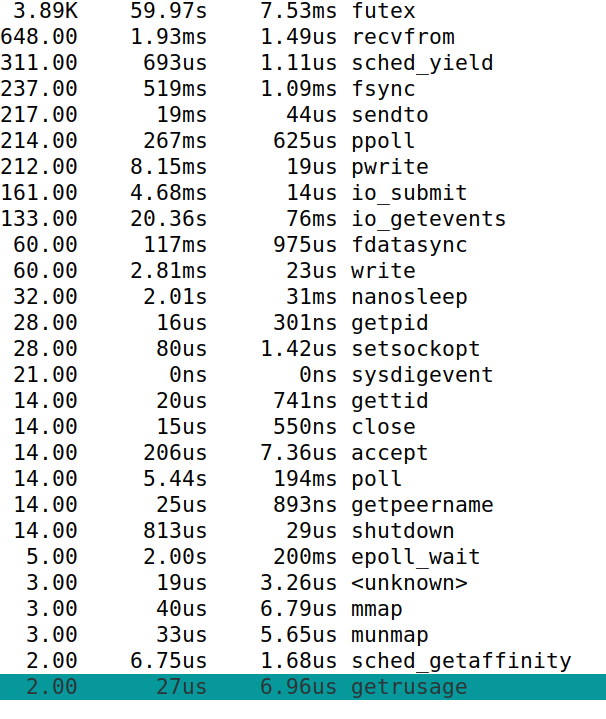 3.89K 59.97s 7.53ms futex
648.00 1.93ms 1.49us recvfrom
311.00 693us 1.11us sched_yield
237.00 519ms 1.09ms fsync
217.00 19ms 44us sendto
214.00 267ms 625us ppoll
212.00 8.15ms 19us pwrite
161.00 4.68ms 14us io_submit
133.00 20.36s 76ms io_getevents
60.00 117ms 975us fdatasync
60.00 2.81ms 23us write
32.00 2.01s 31ms nanosleep
28.00 16us 301ns getpid
28.00 80us 1.42us setsockopt
21.00 0ns 0ns sysdigevent
14.00 20us 741ns gettid
14.00 15us 550ns close
14.00 206us 7.36us accept
14.00 5.44s 194ms poll
14.00 25us 893ns getpeername
14.00 813us 29us shutdown
5.00 2.00s 200ms epoll_wait
3.00 19us 3.26us <unknown>
3.00 40us 6.79us mmap
3.00 33us 5.65us munmap
2.00 6.75us 1.68us sched_getaffinity
2.00 27us 6.96us getrusage